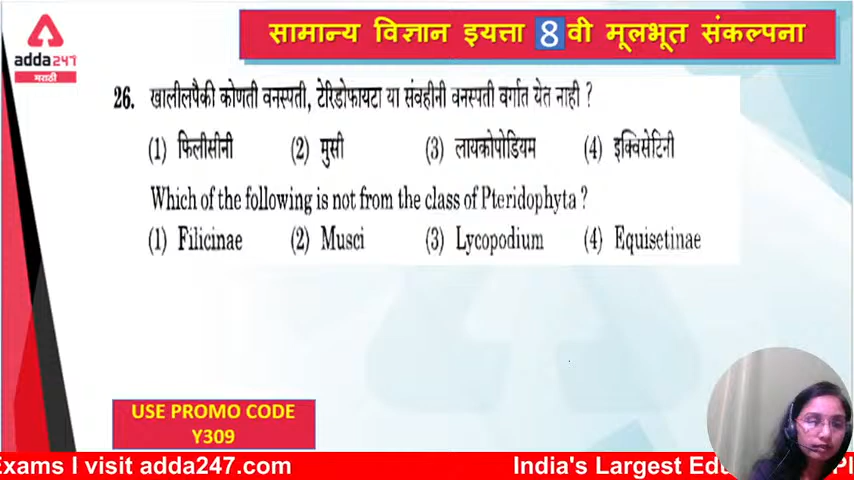 सामान्य विज्ञान इयत्ता 8 वी मूलभूत संकल्पना
adda247
मराठी
26. खालीलपैकी कोणती वनस्पती, टेरिडोफायटा या संवहीनी वनस्पती वर्गात येत नाही ?
(1) फिलीसीनी (2) मुसी (3) लायकोपोडियम (4) इक्विसेटिनी
Which of the following is not from the class of Pteridophyta ?
(1) Filicinae (2) Musci (3) Lycopodium (4) Equisetinae
USE PROMO CODE
Y309
Exams I visit adda247.com India's Largest